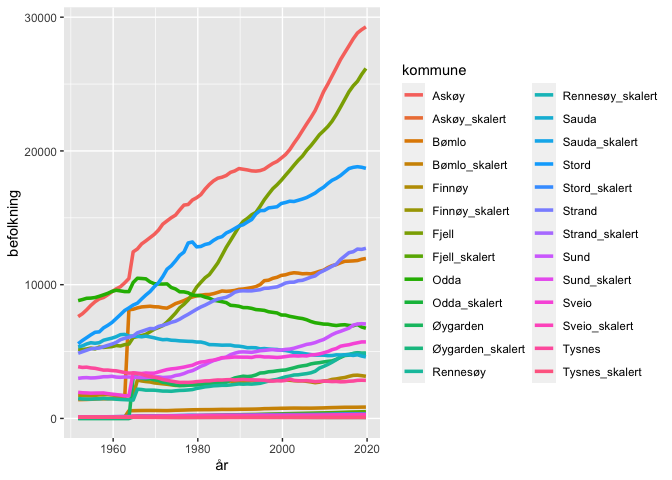 30000
20000
10000
0
befolkning
1960
1980
2000
2020
år
kommune
Askøy
Askøy_skalert
Bømlo
Bømlo_skalert
Finnøy
Finnøy_skalert
Fjell
Fjell_skalert
Odda
Odda_skalert
Øygarden
Øygarden_skalert
Rennesøy
Rennesøy_skalert
Sauda
Sauda_skalert
Stord
Stord_skalert
Strand
Strand_skalert
Sund
Sund_skalert
Sveio
Sveio_skalert
Tysnes
Tysnes_skalert